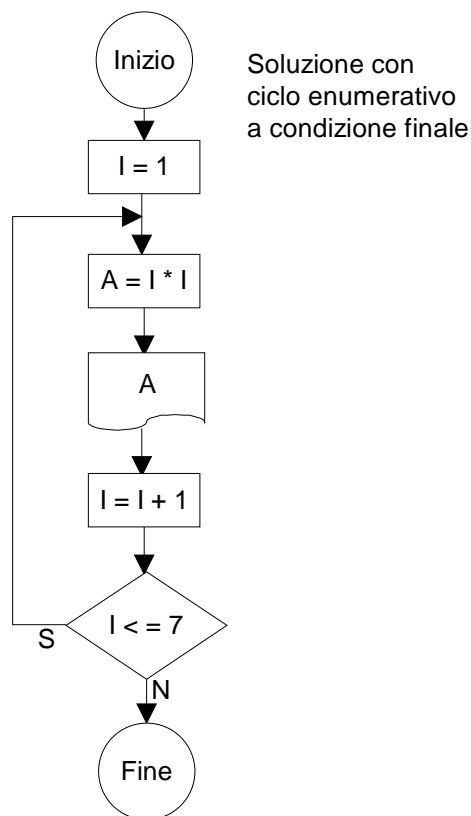 Inizio
Soluzione con
ciclo enumerativo
a condizione finale
I = 1
A = I * I
A
I = I + 1
I < = 7
S
N
Fine